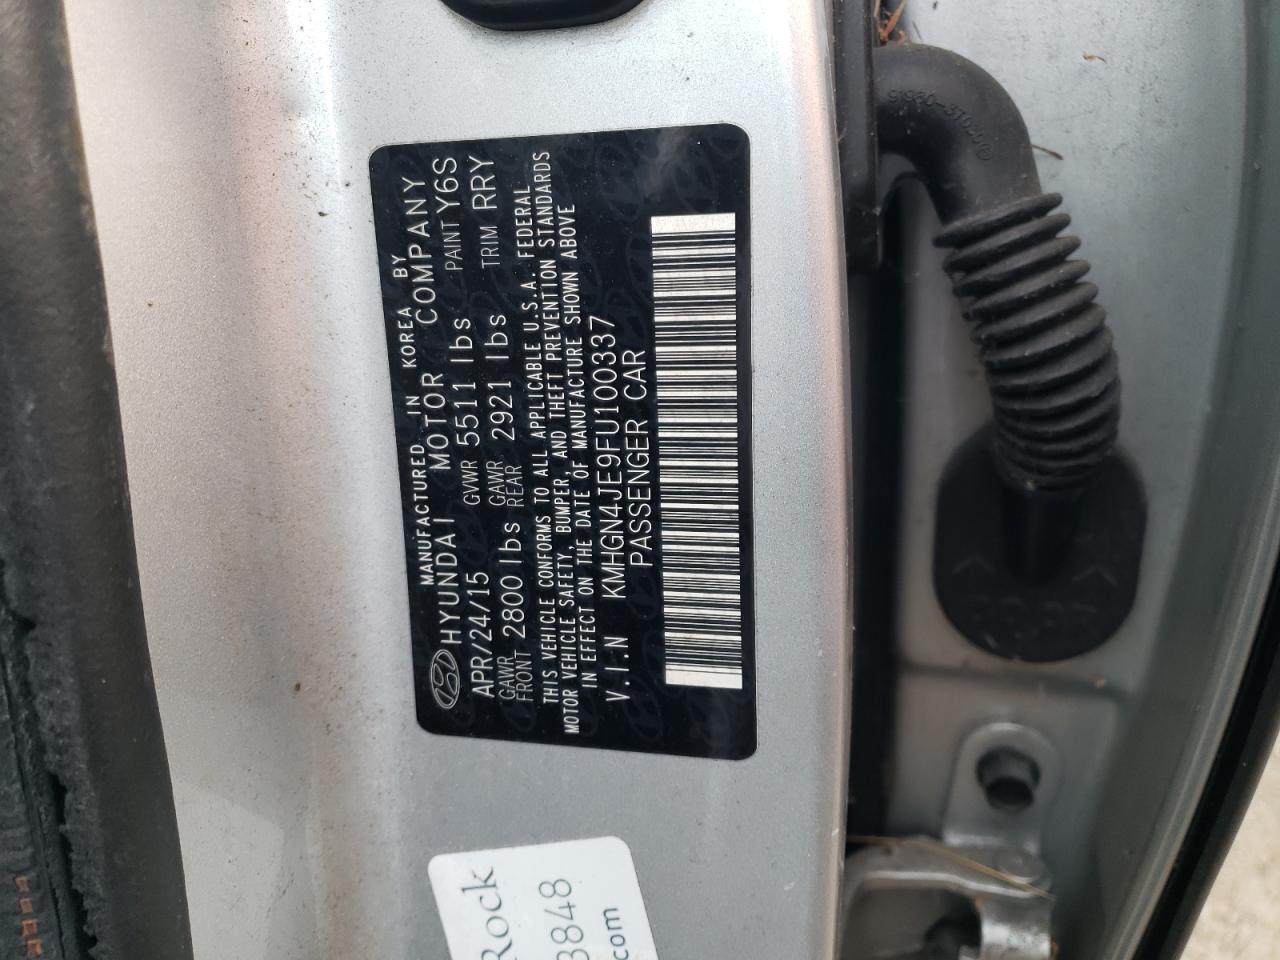 MANUFACTURED IN KOREA BY
HYUNDAI MOTOR COMPANY
APR/24/15 GVWR 5511 lbs PAINT Y6S
GAWR FRONT 2800 lbs GAWR REAR 2921 lbs TRIM RRY
THIS VEHICLE CONFORMS TO ALL APPLICABLE U.S.A. FEDERAL
MOTOR VEHICLE SAFETY, BUMPER, AND THEFT PREVENTION STANDARDS
IN EFFECT ON THE DATE OF MANUFACTURE SHOWN ABOVE
V.I.N KMHGN4JE9FU100337
PASSENGER CAR
Rock
3848
.com